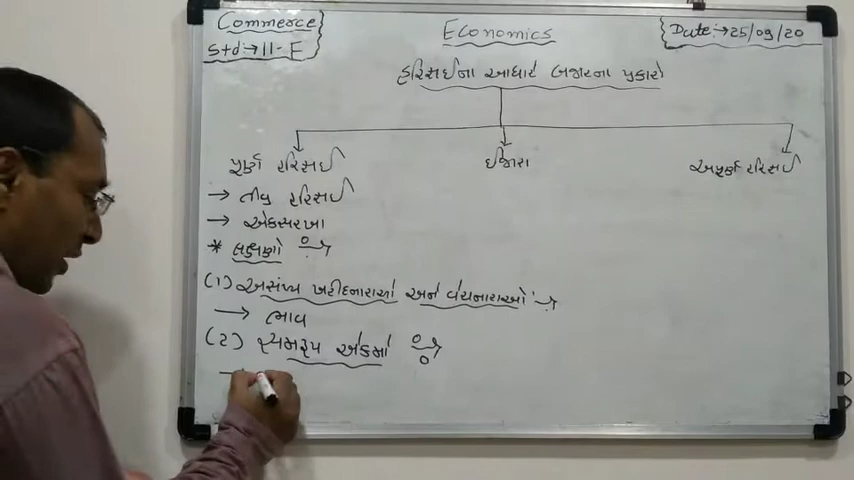 Commerce
Economics
Date:→25/09/20
Std→11-E
હરિફાઈના આધારે બજારના પ્રકારો
પૂર્ણ હરિફાઈ
ઈજારા
અપૂર્ણ હરિફાઈ
→ તીવ્ર હરિફાઈ
→ એકસરખા
* લક્ષણો :→
(1) અસંખ્ય ખરીદનારાઓ અને વેચનારાઓ :→
→ ભાવ
(2) સમરૂપ એકમો :→